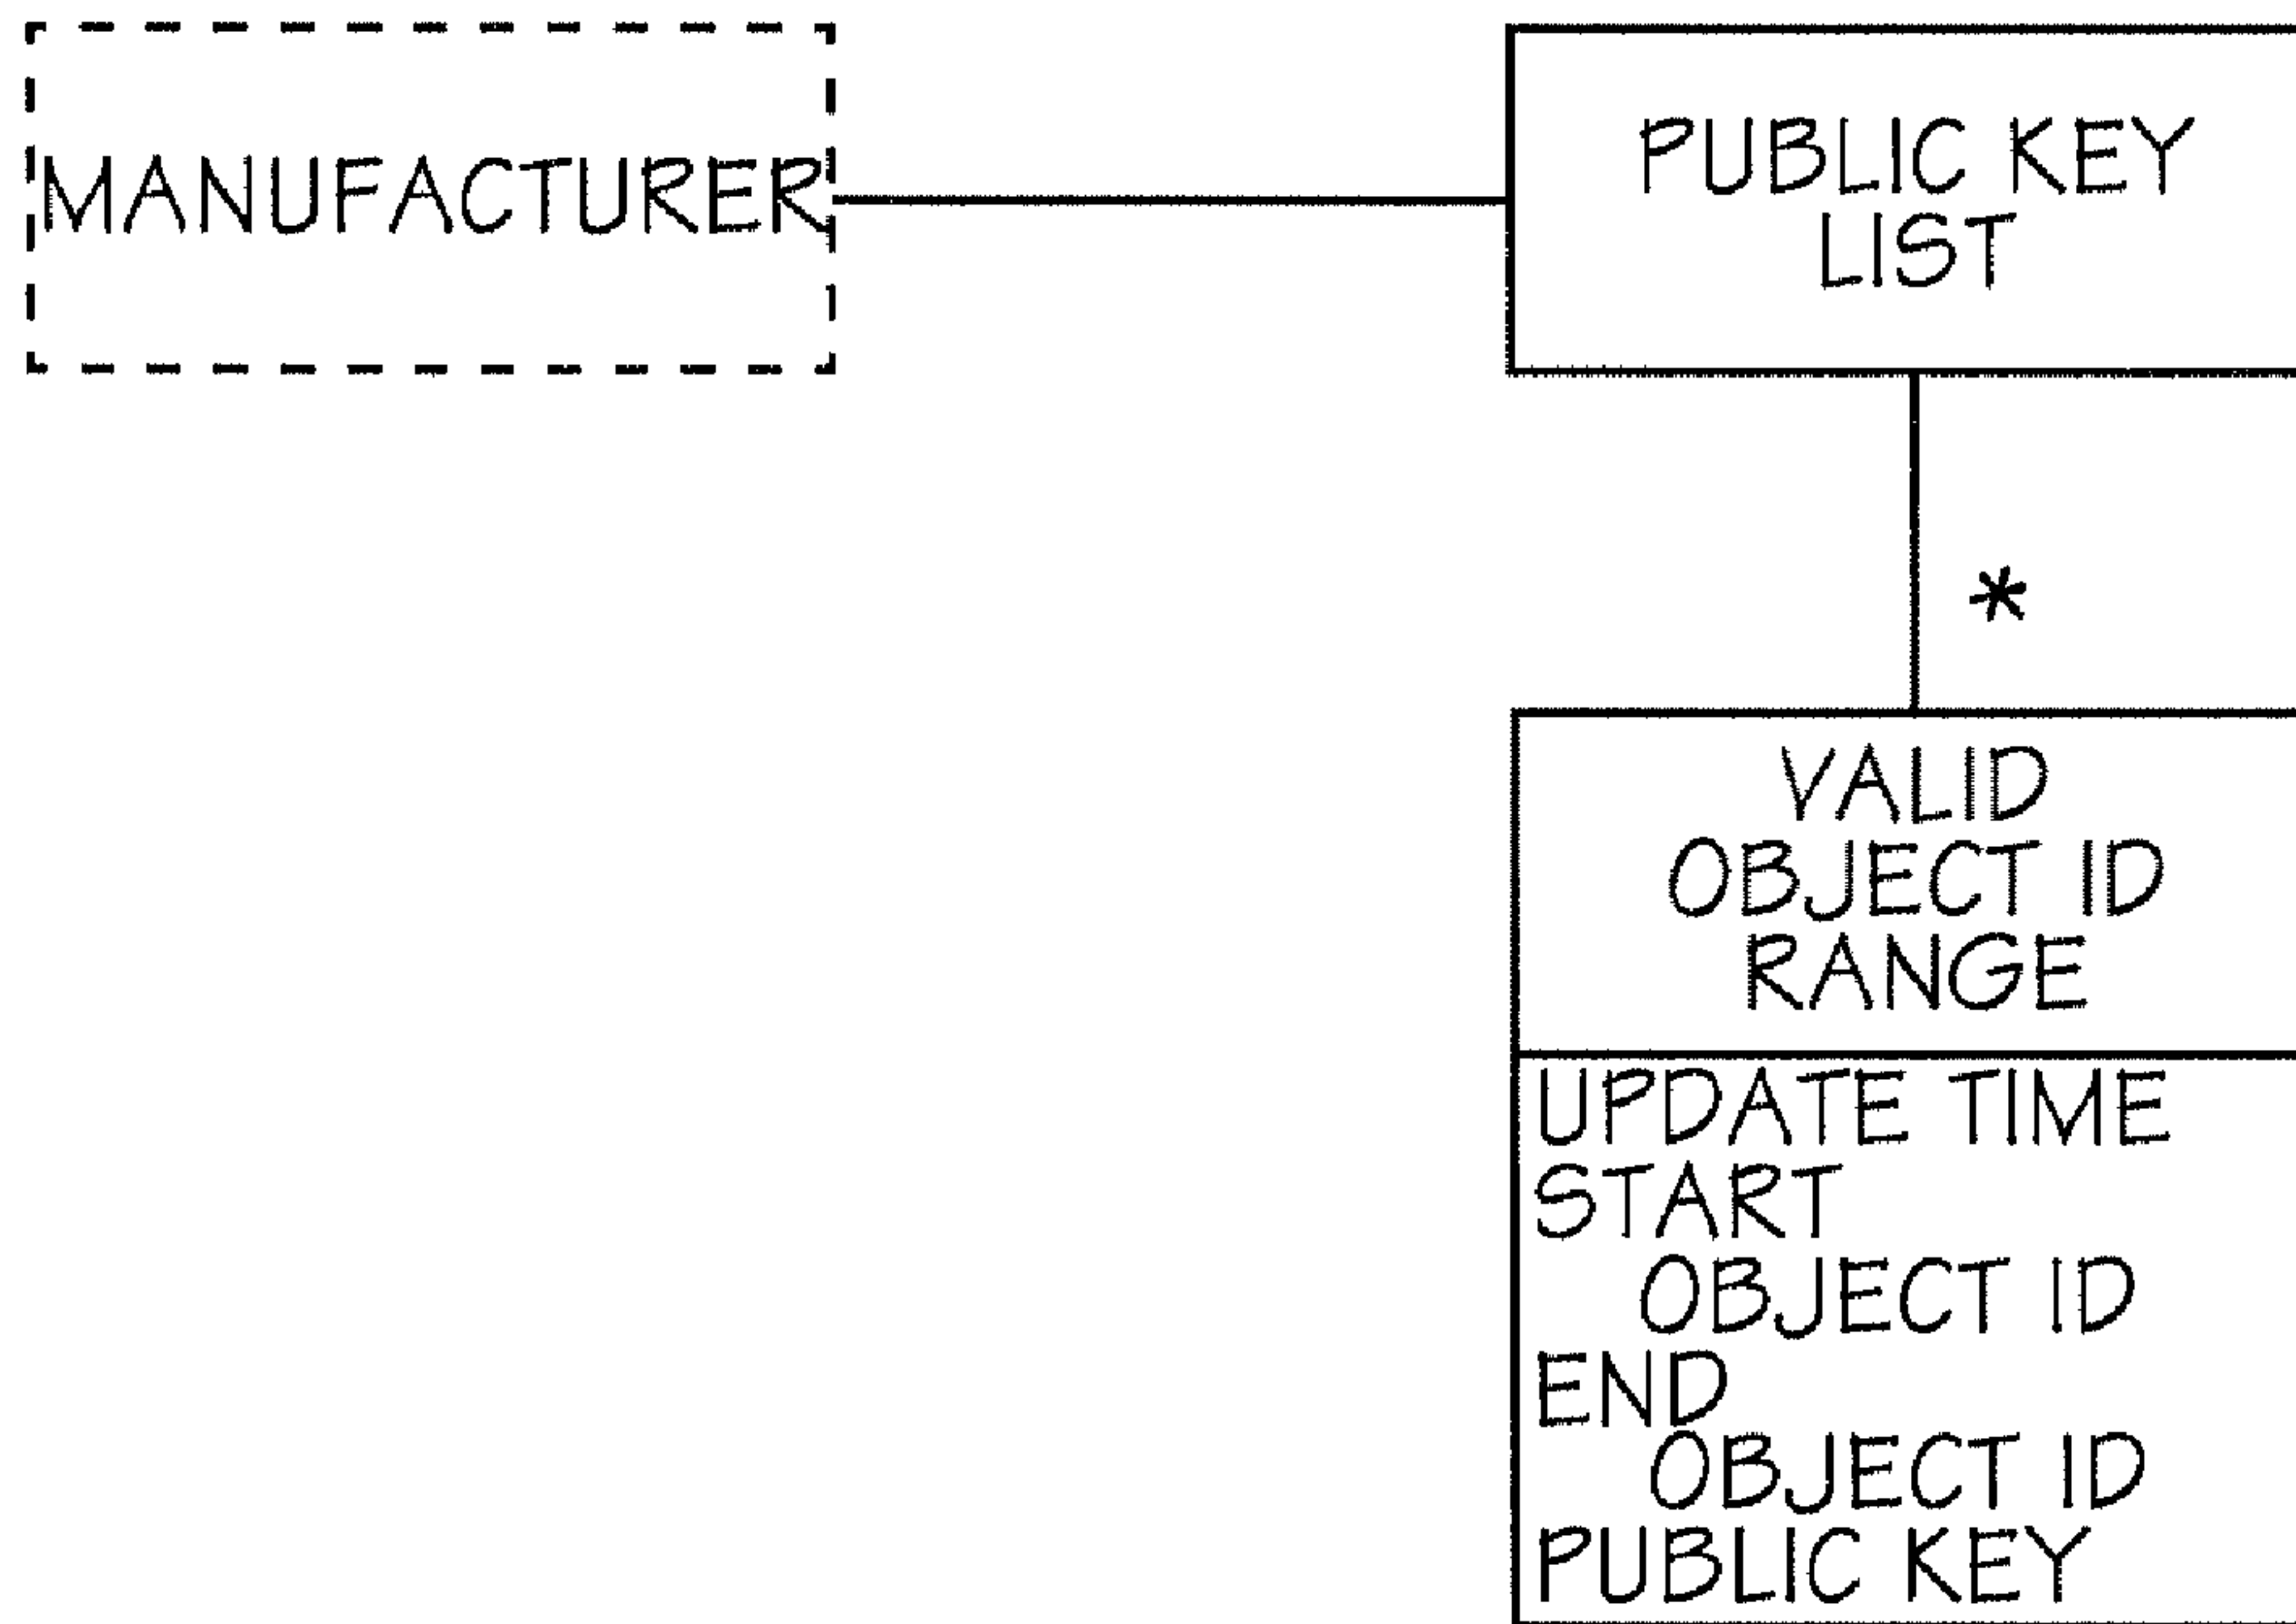 MANUFACTURER
PUBLIC KEY
LIST
*
VALID
OBJECT ID
RANGE
UPDATE TIME
START
OBJECT ID
END
OBJECT ID
PUBLIC KEY